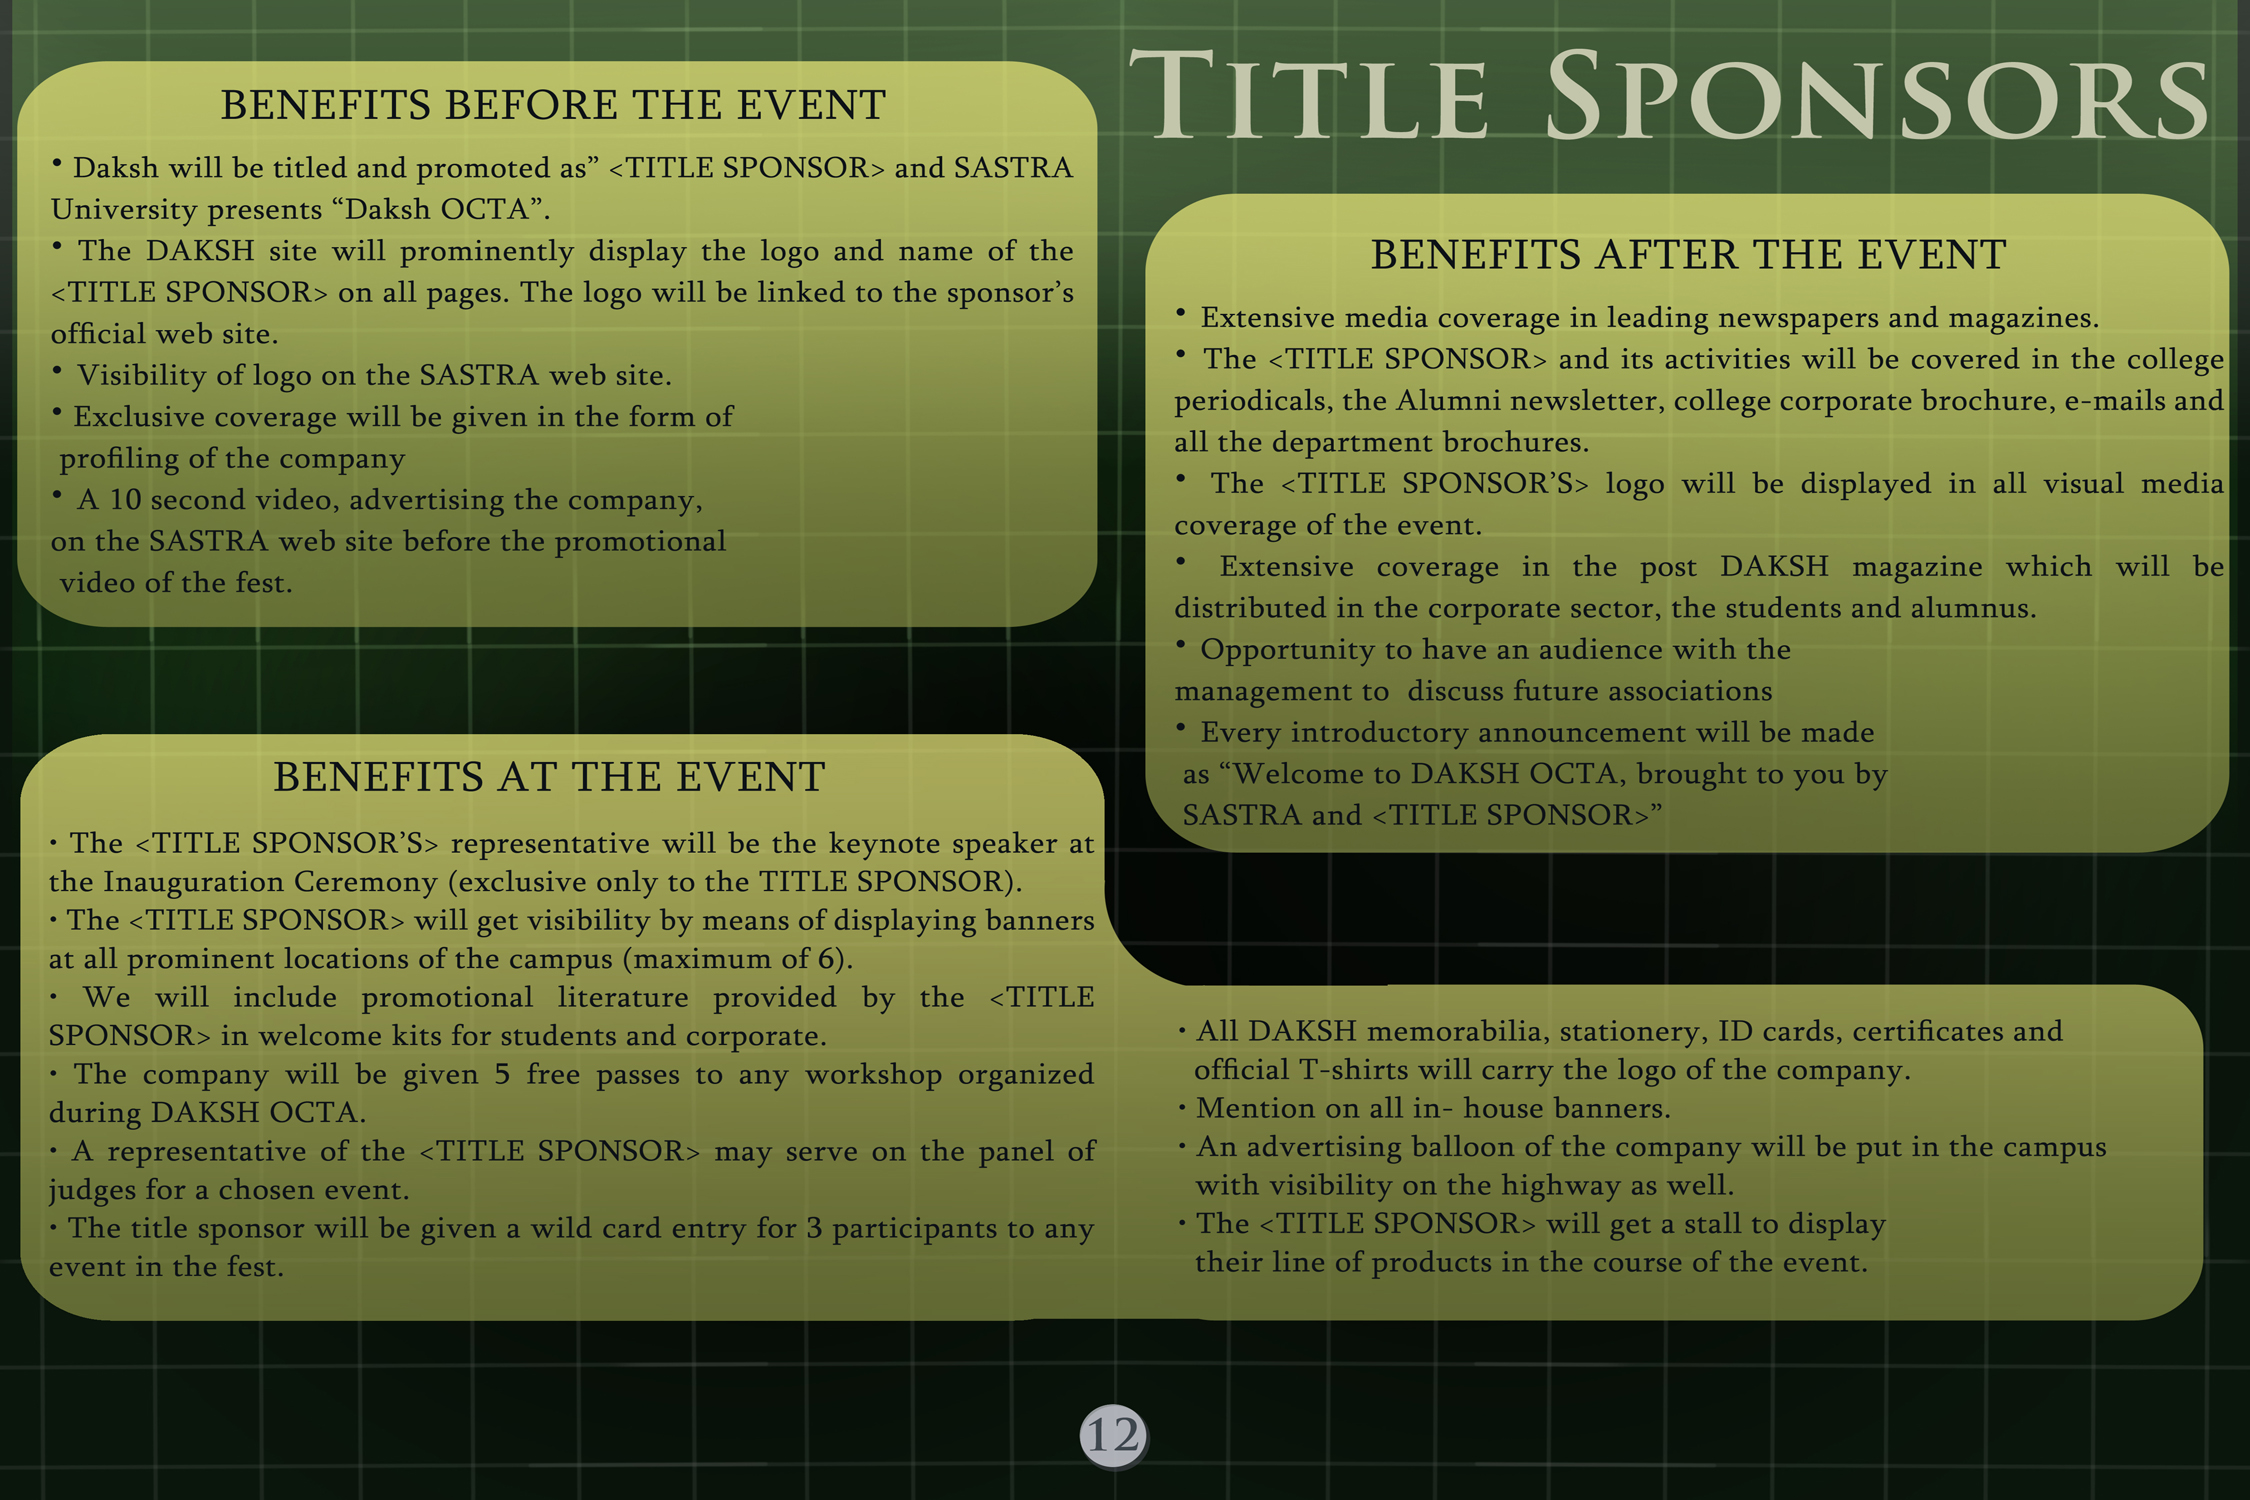 TITLE SPONSORS
BENEFITS BEFORE THE EVENT
• Daksh will be titled and promoted as” <TITLE SPONSOR> and SASTRA
University presents “Daksh OCTA”.
• The DAKSH site will prominently display the logo and name of the
<TITLE SPONSOR> on all pages. The logo will be linked to the sponsor’s
official web site.
• Visibility of logo on the SASTRA web site.
• Exclusive coverage will be given in the form of
profiling of the company
• A 10 second video, advertising the company,
on the SASTRA web site before the promotional
video of the fest.
BENEFITS AFTER THE EVENT
• Extensive media coverage in leading newspapers and magazines.
• The <TITLE SPONSOR> and its activities will be covered in the college
periodicals, the Alumni newsletter, college corporate brochure, e-mails and
all the department brochures.
• The <TITLE SPONSOR’S> logo will be displayed in all visual media
coverage of the event.
• Extensive coverage in the post DAKSH magazine which will be
distributed in the corporate sector, the students and alumnus.
• Opportunity to have an audience with the
management to discuss future associations
• Every introductory announcement will be made
as “Welcome to DAKSH OCTA, brought to you by
SASTRA and <TITLE SPONSOR>”
BENEFITS AT THE EVENT
· The <TITLE SPONSOR’S> representative will be the keynote speaker at
the Inauguration Ceremony (exclusive only to the TITLE SPONSOR).
· The <TITLE SPONSOR> will get visibility by means of displaying banners
at all prominent locations of the campus (maximum of 6).
· We will include promotional literature provided by the <TITLE
SPONSOR> in welcome kits for students and corporate.
· The company will be given 5 free passes to any workshop organized
during DAKSH OCTA.
· A representative of the <TITLE SPONSOR> may serve on the panel of
judges for a chosen event.
· The title sponsor will be given a wild card entry for 3 participants to any
event in the fest.
· All DAKSH memorabilia, stationery, ID cards, certificates and
official T-shirts will carry the logo of the company.
· Mention on all in- house banners.
· An advertising balloon of the company will be put in the campus
with visibility on the highway as well.
· The <TITLE SPONSOR> will get a stall to display
their line of products in the course of the event.
12